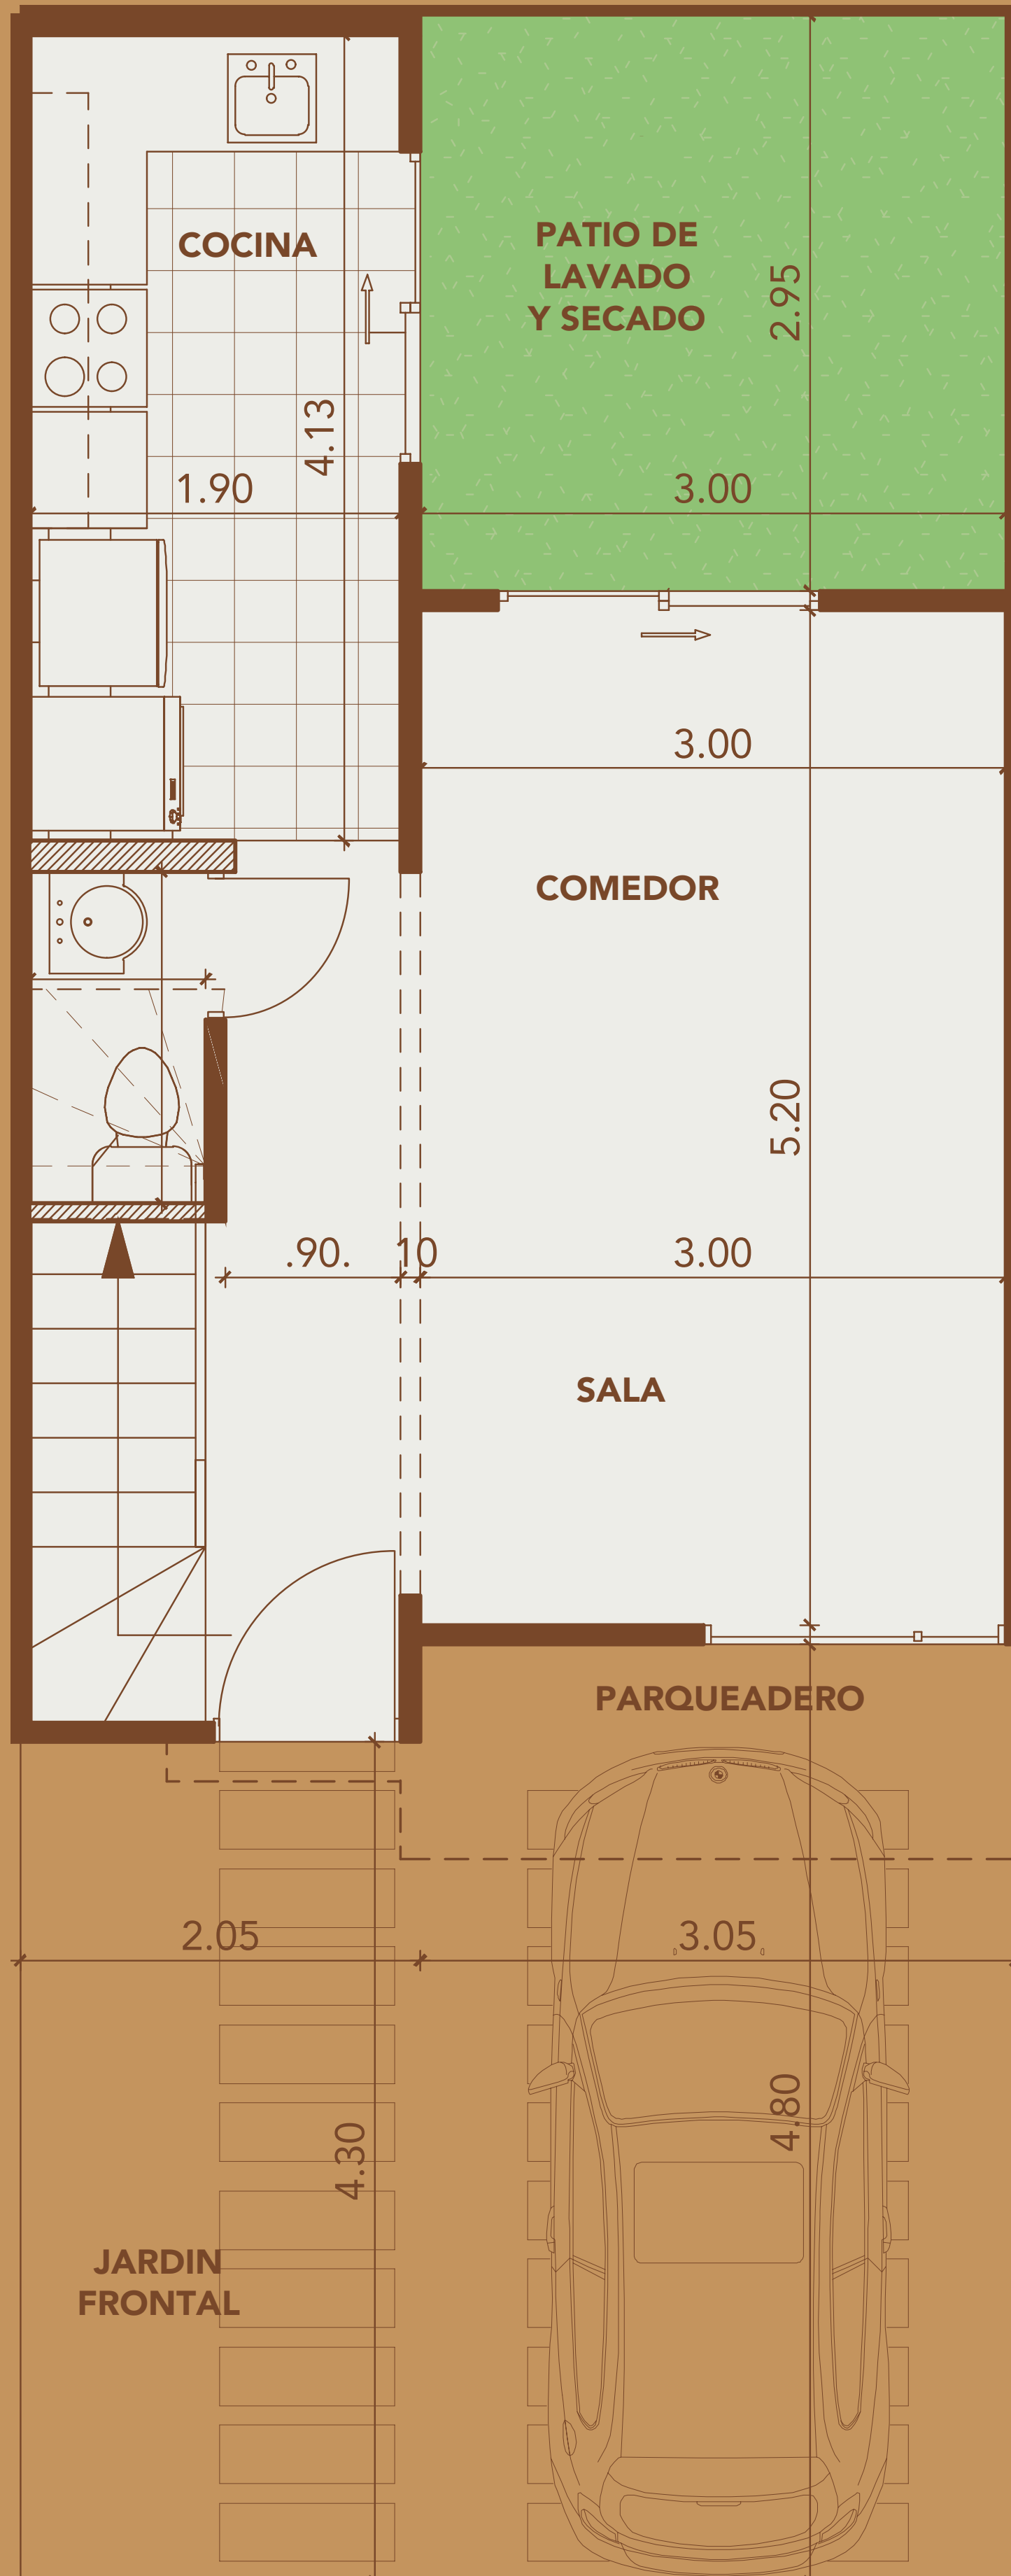 COCINA
PATIO DE
LAVADO
Y SECADO
2.95
4.13
1.90
3.00
3.00
COMEDOR
5.20
.90.
10
3.00
SALA
PARQUEADERO
2.05
3.05
4.80
4.30
JARDIN
FRONTAL